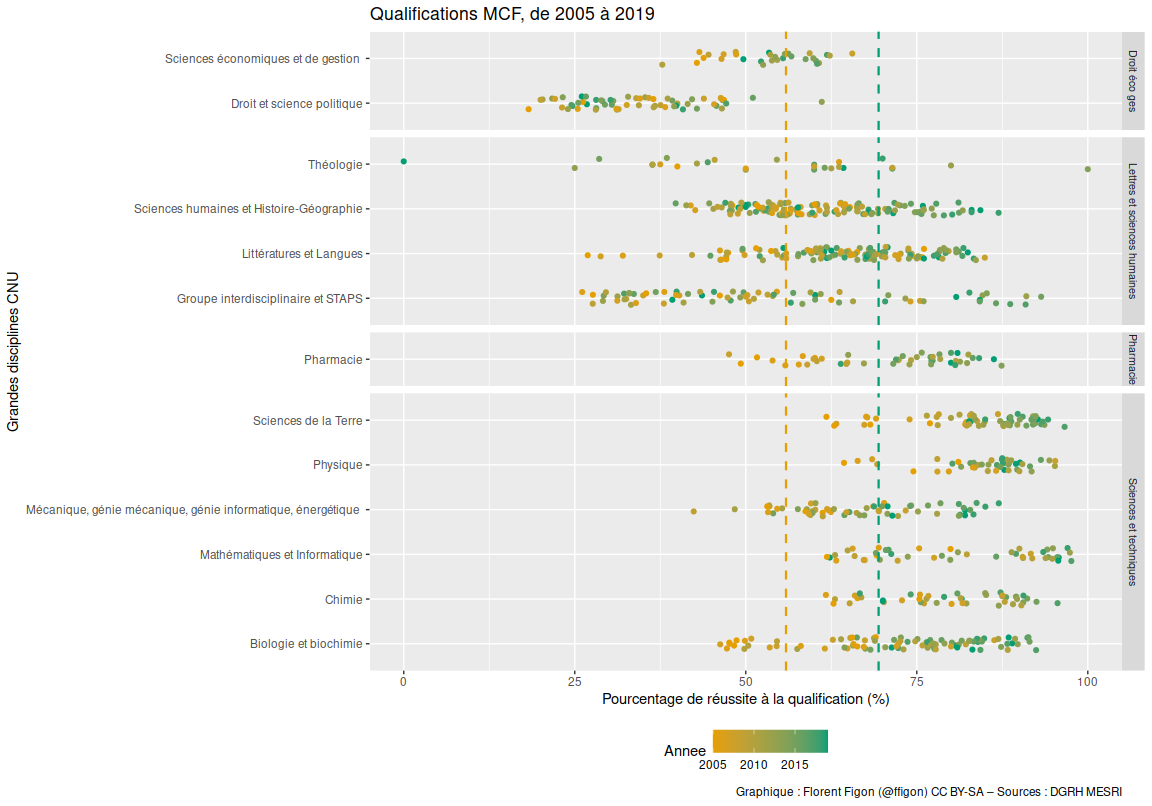 Qualifications MCF, de 2005 à 2019
Grandes disciplines CNU
Sciences économiques et de gestion
Droit et science politique
Droit éco ges
Théologie
Sciences humaines et Histoire-Géographie
Littératures et Langues
Groupe interdisciplinaire et STAPS
Lettres et sciences humaines
Pharmacie
Pharmacie
Sciences de la Terre
Physique
Mécanique, génie mécanique, génie informatique, énergétique
Mathématiques et Informatique
Chimie
Biologie et biochimie
Sciences et techniques
0 25 50 75 100
Pourcentage de réussite à la qualification (%)
Annee
2005 2010 2015
Graphique : Florent Figon (@ffigon) CC BY-SA – Sources : DGRH MESRI